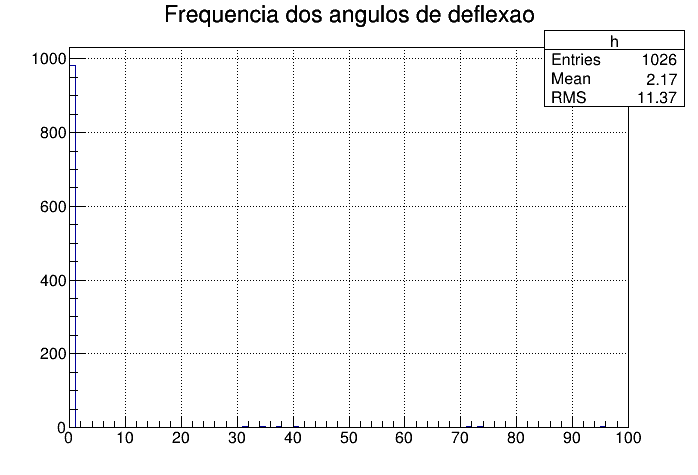 Frequencia dos angulos de deflexao
h
Entries 1026
Mean 2.17
RMS 11.37
1000
800
600
400
200
0
0 10 20 30 40 50 60 70 80 90 100